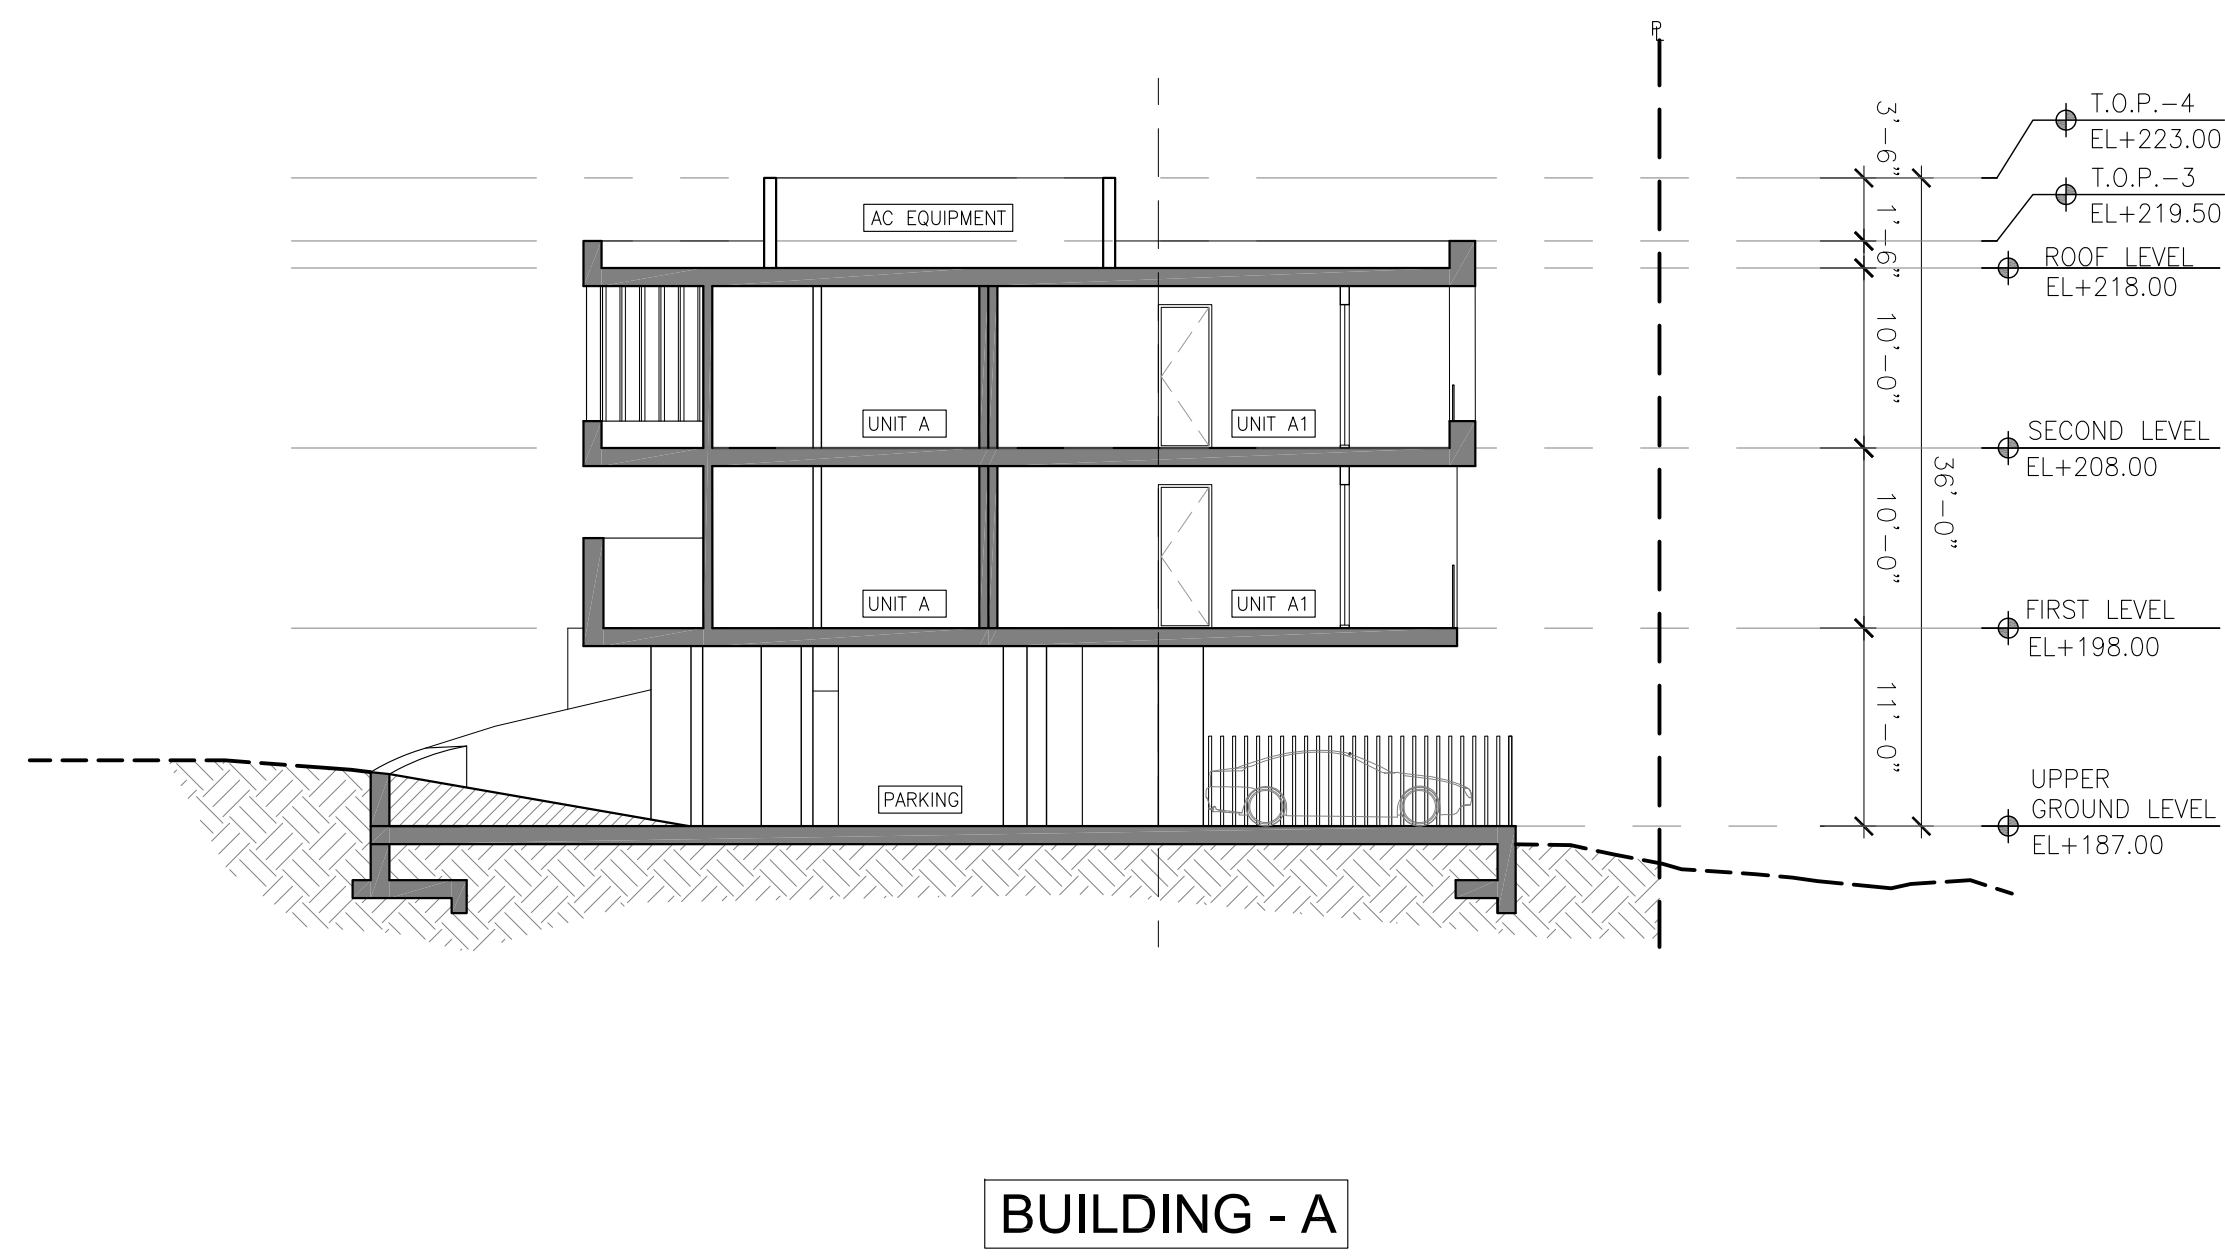 PL
T.O.P.-4
EL+223.00
3'-6"
T.O.P.-3
EL+219.50
AC EQUIPMENT
1'-6"
ROOF LEVEL
EL+218.00
10'-0"
UNIT A
UNIT A1
SECOND LEVEL
EL+208.00
36'-0"
10'-0"
UNIT A
UNIT A1
FIRST LEVEL
EL+198.00
11'-0"
PARKING
UPPER
GROUND LEVEL
EL+187.00
BUILDING - A